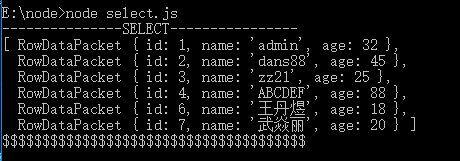 E:\node>node select.js
---------------SELECT----------------
[ RowDataPacket { id: 1, name: 'admin', age: 32 },
RowDataPacket { id: 2, name: 'dans88', age: 45 },
RowDataPacket { id: 3, name: 'zz21', age: 25 },
RowDataPacket { id: 4, name: 'ABCDEF', age: 88 },
RowDataPacket { id: 6, name: '王丹煜', age: 18 },
RowDataPacket { id: 7, name: '武焱丽', age: 20 } ]
$$$$$$$$$$$$$$$$$$$$$$$$$$$$$$$$$$$$$$